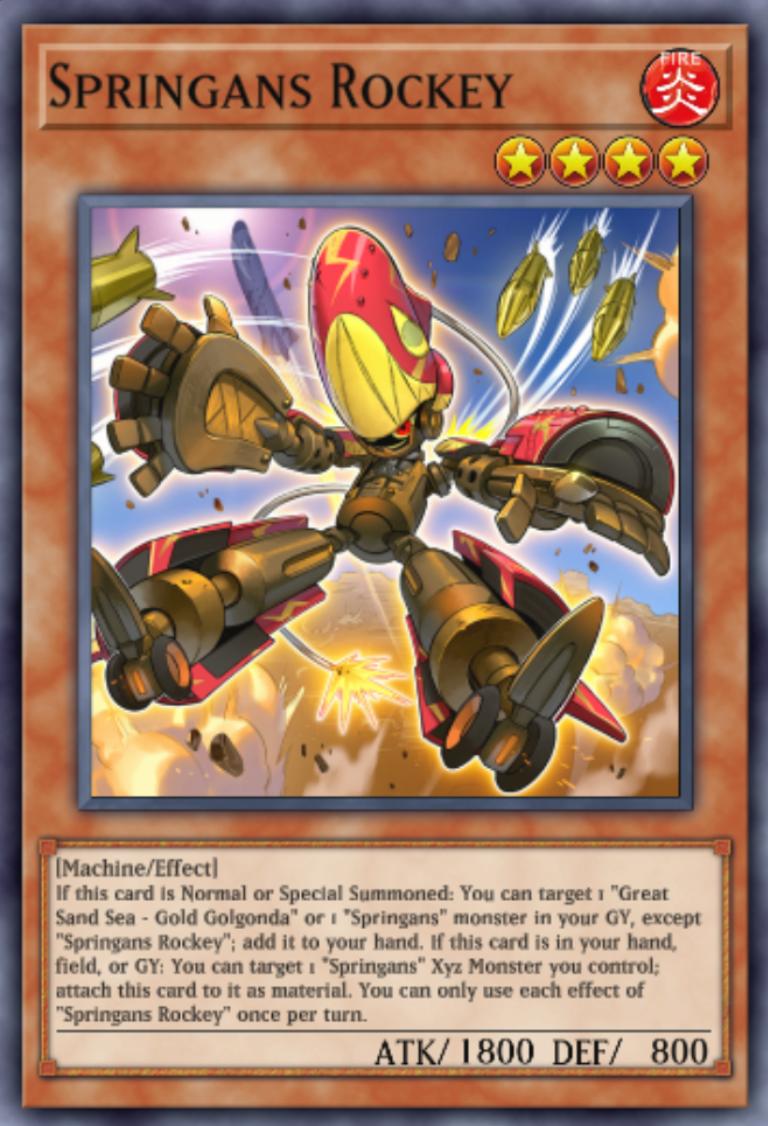 Springans Rockey
FIRE
炎
[Machine/Effect]
If this card is Normal or Special Summoned: You can target 1 "Great
Sand Sea - Gold Golgonda" or 1 "Springans" monster in your GY, except
"Springans Rockey"; add it to your hand. If this card is in your hand,
field, or GY: You can target 1 "Springans" Xyz Monster you control;
attach this card to it as material. You can only use each effect of
"Springans Rockey" once per turn.
ATK/ 1800 DEF/ 800